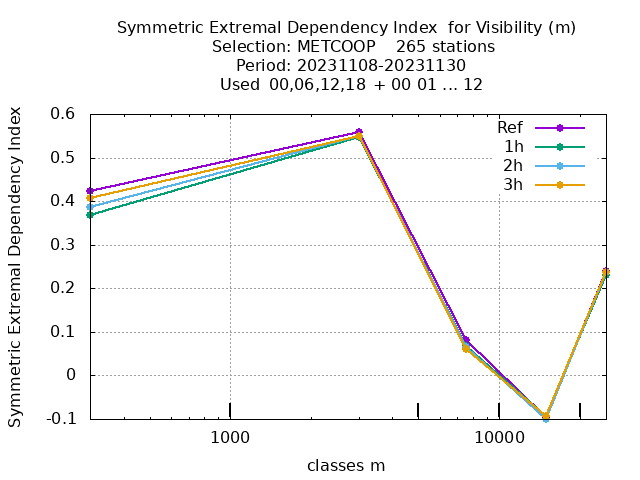 Symmetric Extremal Dependency Index for Visibility (m)
Selection: METCOOP 265 stations
Period: 20231108-20231130
Used 00,06,12,18 + 00 01 ... 12
Symmetric Extremal Dependency Index
0.6
0.5
0.4
0.3
0.2
0.1
0
-0.1
Ref
1h
2h
3h
1000
10000
classes m